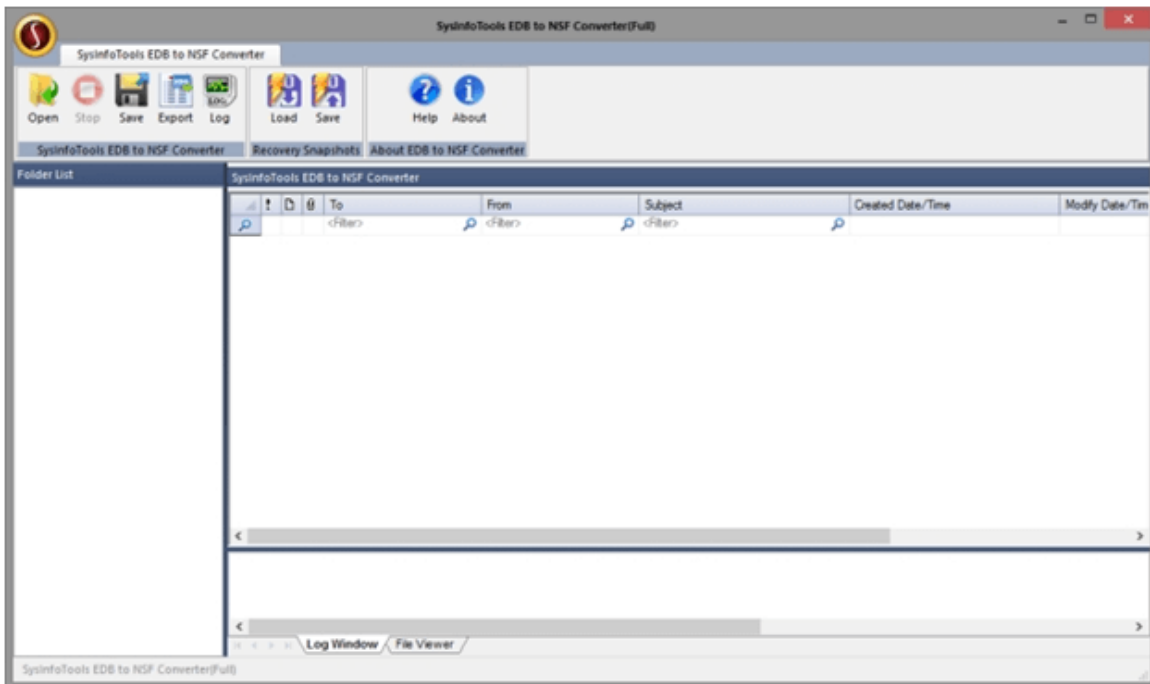 SysInfoTools EDB to NSF Converter(Full)
SysInfoTools EDB to NSF Converter
Open Stop Save Export Log Load Save Help About
SysInfoTools EDB to NSF Converter Recovery Snapshots About EDB to NSF Converter
Folder List
SysInfoTools EDB to NSF Converter
To From Subject Created Date/Time Modify Date/Tim
<Filter> <Filter> <Filter>
Log Window File Viewer
SysInfoTools EDB to NSF Converter(Full)